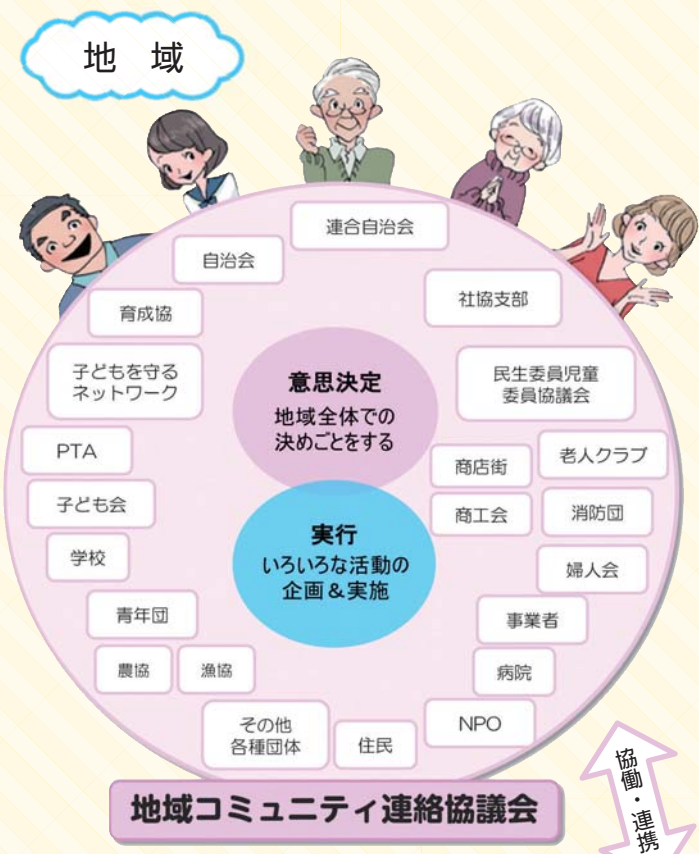 地 域
連合自治会
自治会
社協支部
育成協
子どもを守る
ネットワーク
意思決定
地域全体での
決めごとをする
民生委員児童
委員協議会
PTA
商店街
老人クラブ
子ども会
商工会
消防団
学校
実行
いろいろな活動の
企画&実施
婦人会
青年団
事業者
農協
漁協
病院
その他
各種団体
住民
NPO
協働・連携
地域コミュニティ連絡協議会